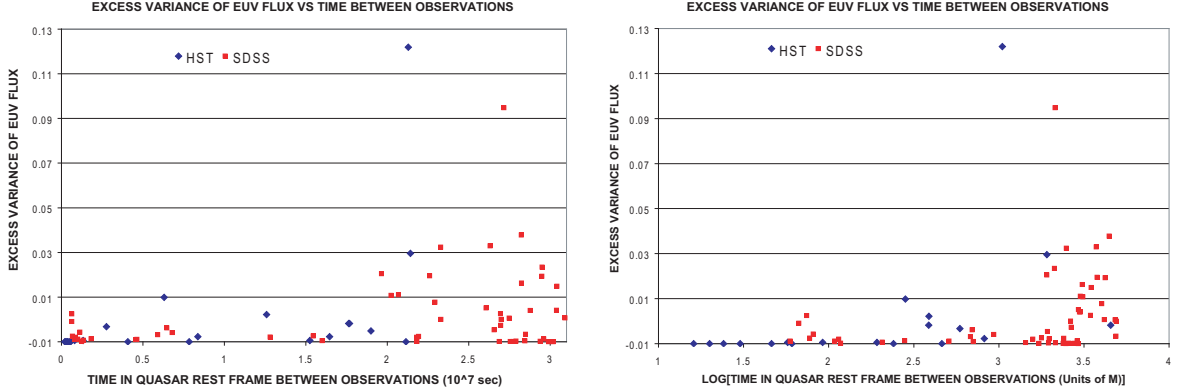 EXCESS VARIANCE OF EUV FLUX VS TIME BETWEEN OBSERVATIONS
EXCESS VARIANCE OF EUV FLUX
0.13
0.11
0.09
0.07
0.05
0.03
0.01
-0.01
HST SDSS
0 0.5 1 1.5 2 2.5 3
TIME IN QUASAR REST FRAME BETWEEN OBSERVATIONS (10^7 sec)
EXCESS VARIANCE OF EUV FLUX VS TIME BETWEEN OBSERVATIONS
EXCESS VARIANCE OF EUV FLUX
0.13
0.11
0.09
0.07
0.05
0.03
0.01
-0.01
HST SDSS
1 1.5 2 2.5 3 3.5 4
LOG[TIME IN QUASAR REST FRAME BETWEEN OBSERVATIONS (Units of M)]